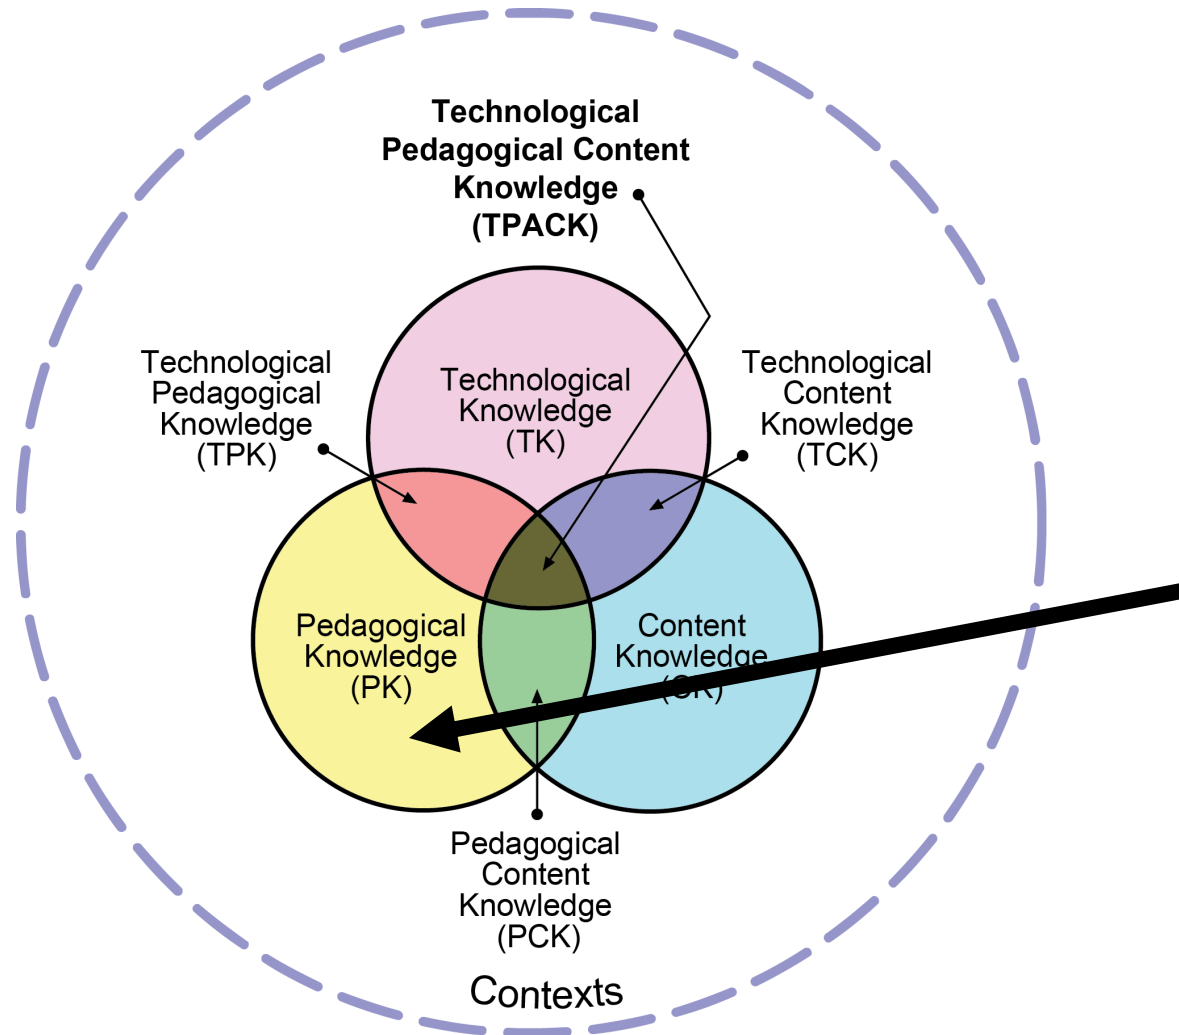 Technological
Pedagogical Content
Knowledge
(TPACK)
Technological
Pedagogical
Knowledge
(TPK)
Technological
Knowledge
(TK)
Technological
Content
Knowledge
(TCK)
Pedagogical
Knowledge
(PK)
Content
Knowledge
(CK)
Pedagogical
Content
Knowledge
(PCK)
Contexts